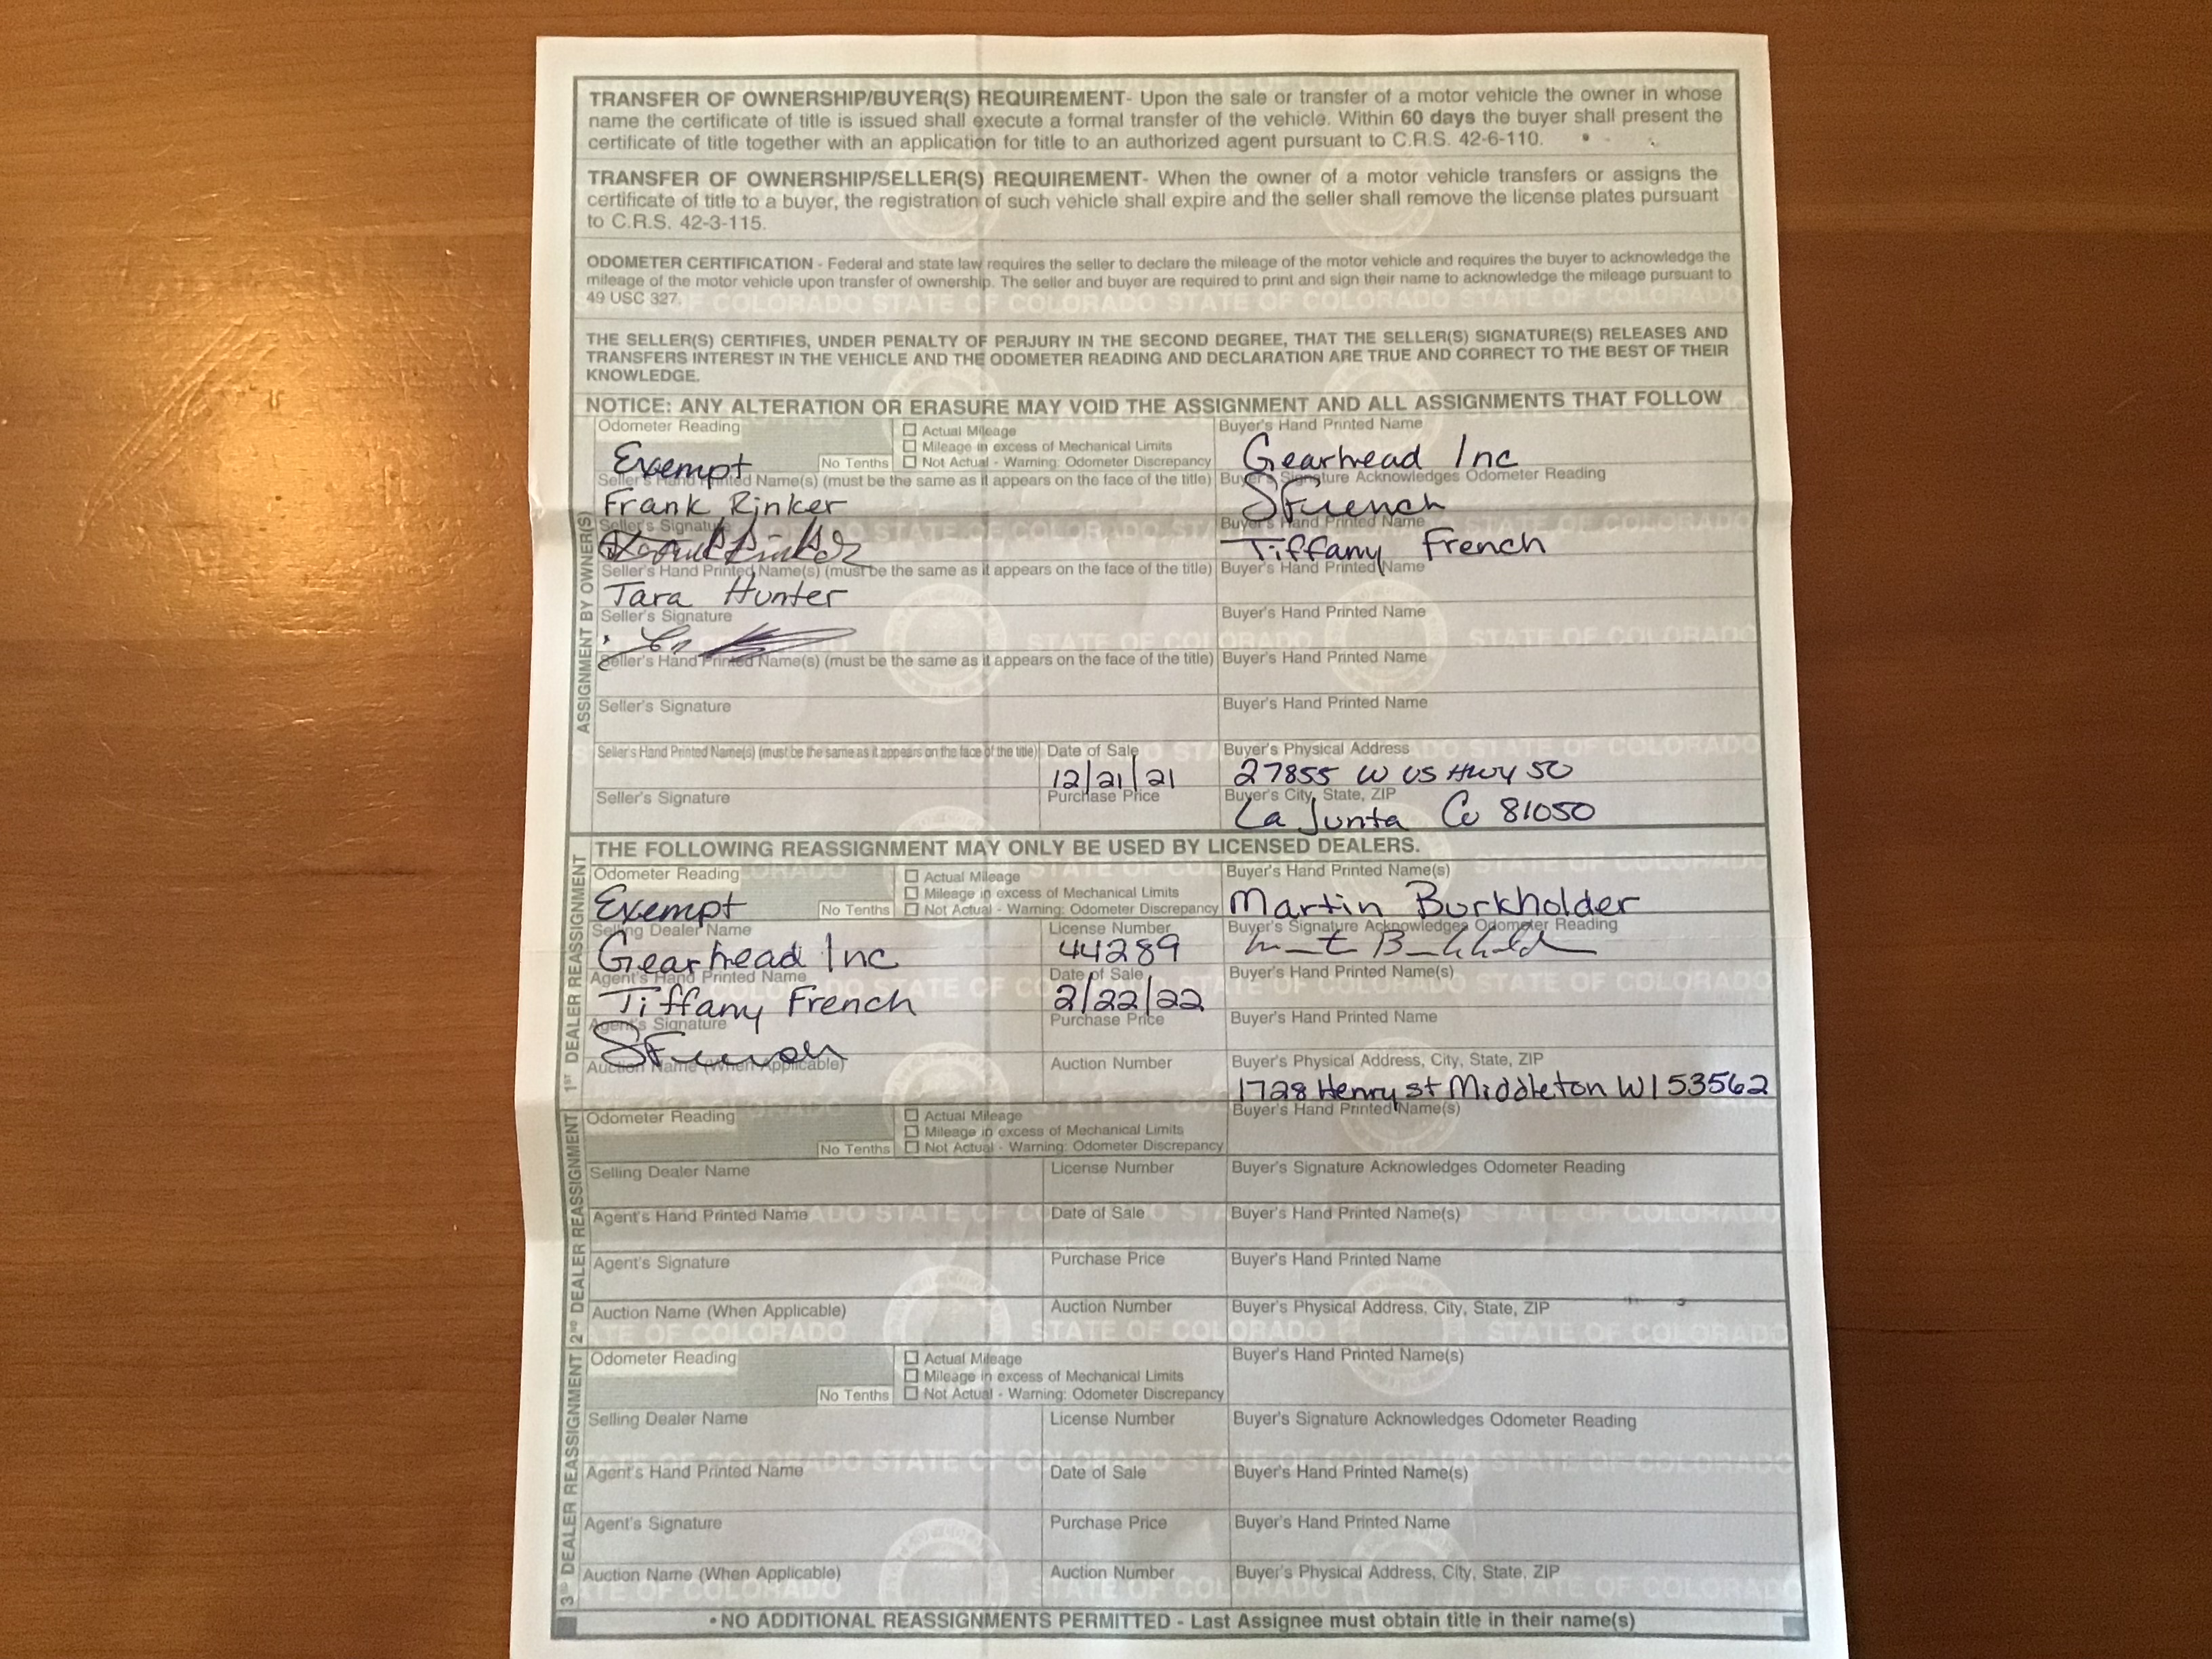 TRANSFER OF OWNERSHIP/BUYER(S) REQUIREMENT- Upon the sale or transfer of a motor vehicle the owner in whose
name the certificate of title is issued shall execute a formal transfer of the vehicle. Within 60 days the buyer shall present the
certificate of title together with an application for title to an authorized agent pursuant to C.R.S. 42-6-110.
TRANSFER OF OWNERSHIP/SELLER(S) REQUIREMENT- When the owner of a motor vehicle transfers or assigns the
certificate of title to a buyer, the registration of such vehicle shall expire and the seller shall remove the license plates pursuant
to C.R.S. 42-3-115.
ODOMETER CERTIFICATION - Federal and state law requires the seller to declare the mileage of the motor vehicle and requires the buyer to acknowledge the
mileage of the motor vehicle upon transfer of ownership. The seller and buyer are required to print and sign their name to acknowledge the mileage pursuant to
49 USC 327.
THE SELLER(S) CERTIFIES, UNDER PENALTY OF PERJURY IN THE SECOND DEGREE, THAT THE SELLER(S) SIGNATURE(S) RELEASES AND
TRANSFERS INTEREST IN THE VEHICLE AND THE ODOMETER READING AND DECLARATION ARE TRUE AND CORRECT TO THE BEST OF THEIR
KNOWLEDGE.
NOTICE: ANY ALTERATION OR ERASURE MAY VOID THE ASSIGNMENT AND ALL ASSIGNMENTS THAT FOLLOW
ASSIGNMENT BY OWNER(S)
Odometer Reading
Exempt
No Tenths
Actual Mileage
Mileage in excess of Mechanical Limits
Not Actual - Warning: Odometer Discrepancy
Buyer's Hand Printed Name
Gearhead Inc
Seller's Hand Printed Name(s) (must be the same as it appears on the face of the title)
Frank Rinker
Buyer's Signature Acknowledges Odometer Reading
SFrench
Seller's Signature
Frank Rinker
Buyer's Hand Printed Name
Tiffany French
Seller's Hand Printed Name(s) (must be the same as it appears on the face of the title)
Tara Hunter
Buyer's Hand Printed Name
Seller's Signature
Buyer's Hand Printed Name
Seller's Hand Printed Name(s) (must be the same as it appears on the face of the title)
Buyer's Hand Printed Name
Seller's Signature
Buyer's Hand Printed Name
Seller's Hand Printed Name(s) (must be the same as it appears on the face of the title)
Date of Sale
12/21/21
Buyer's Physical Address
27855 W US Hwy 50
Seller's Signature
Purchase Price
Buyer's City, State, ZIP
La Junta Co 81050
THE FOLLOWING REASSIGNMENT MAY ONLY BE USED BY LICENSED DEALERS.
1ST DEALER REASSIGNMENT
Odometer Reading
Exempt
No Tenths
Actual Mileage
Mileage in excess of Mechanical Limits
Not Actual - Warning: Odometer Discrepancy
Buyer's Hand Printed Name(s)
Martin Burkholder
Selling Dealer Name
Gearhead Inc
License Number
44289
Buyer's Signature Acknowledges Odometer Reading
Agent's Hand Printed Name
Tiffany French
Date of Sale
2/22/22
Buyer's Hand Printed Name(s)
Agent's Signature
SFrench
Purchase Price
Buyer's Hand Printed Name
Auction Name (When Applicable)
Auction Number
Buyer's Physical Address, City, State, ZIP
1728 Henry st Middleton WI 53562
2ND DEALER REASSIGNMENT
Odometer Reading
No Tenths
Actual Mileage
Mileage in excess of Mechanical Limits
Not Actual - Warning: Odometer Discrepancy
Buyer's Hand Printed Name(s)
Selling Dealer Name
License Number
Buyer's Signature Acknowledges Odometer Reading
Agent's Hand Printed Name
Date of Sale
Buyer's Hand Printed Name(s)
Agent's Signature
Purchase Price
Buyer's Hand Printed Name
Auction Name (When Applicable)
Auction Number
Buyer's Physical Address, City, State, ZIP
3RD DEALER REASSIGNMENT
Odometer Reading
No Tenths
Actual Mileage
Mileage in excess of Mechanical Limits
Not Actual - Warning: Odometer Discrepancy
Buyer's Hand Printed Name(s)
Selling Dealer Name
License Number
Buyer's Signature Acknowledges Odometer Reading
Agent's Hand Printed Name
Date of Sale
Buyer's Hand Printed Name(s)
Agent's Signature
Purchase Price
Buyer's Hand Printed Name
Auction Name (When Applicable)
Auction Number
Buyer's Physical Address, City, State, ZIP
• NO ADDITIONAL REASSIGNMENTS PERMITTED - Last Assignee must obtain title in their name(s)